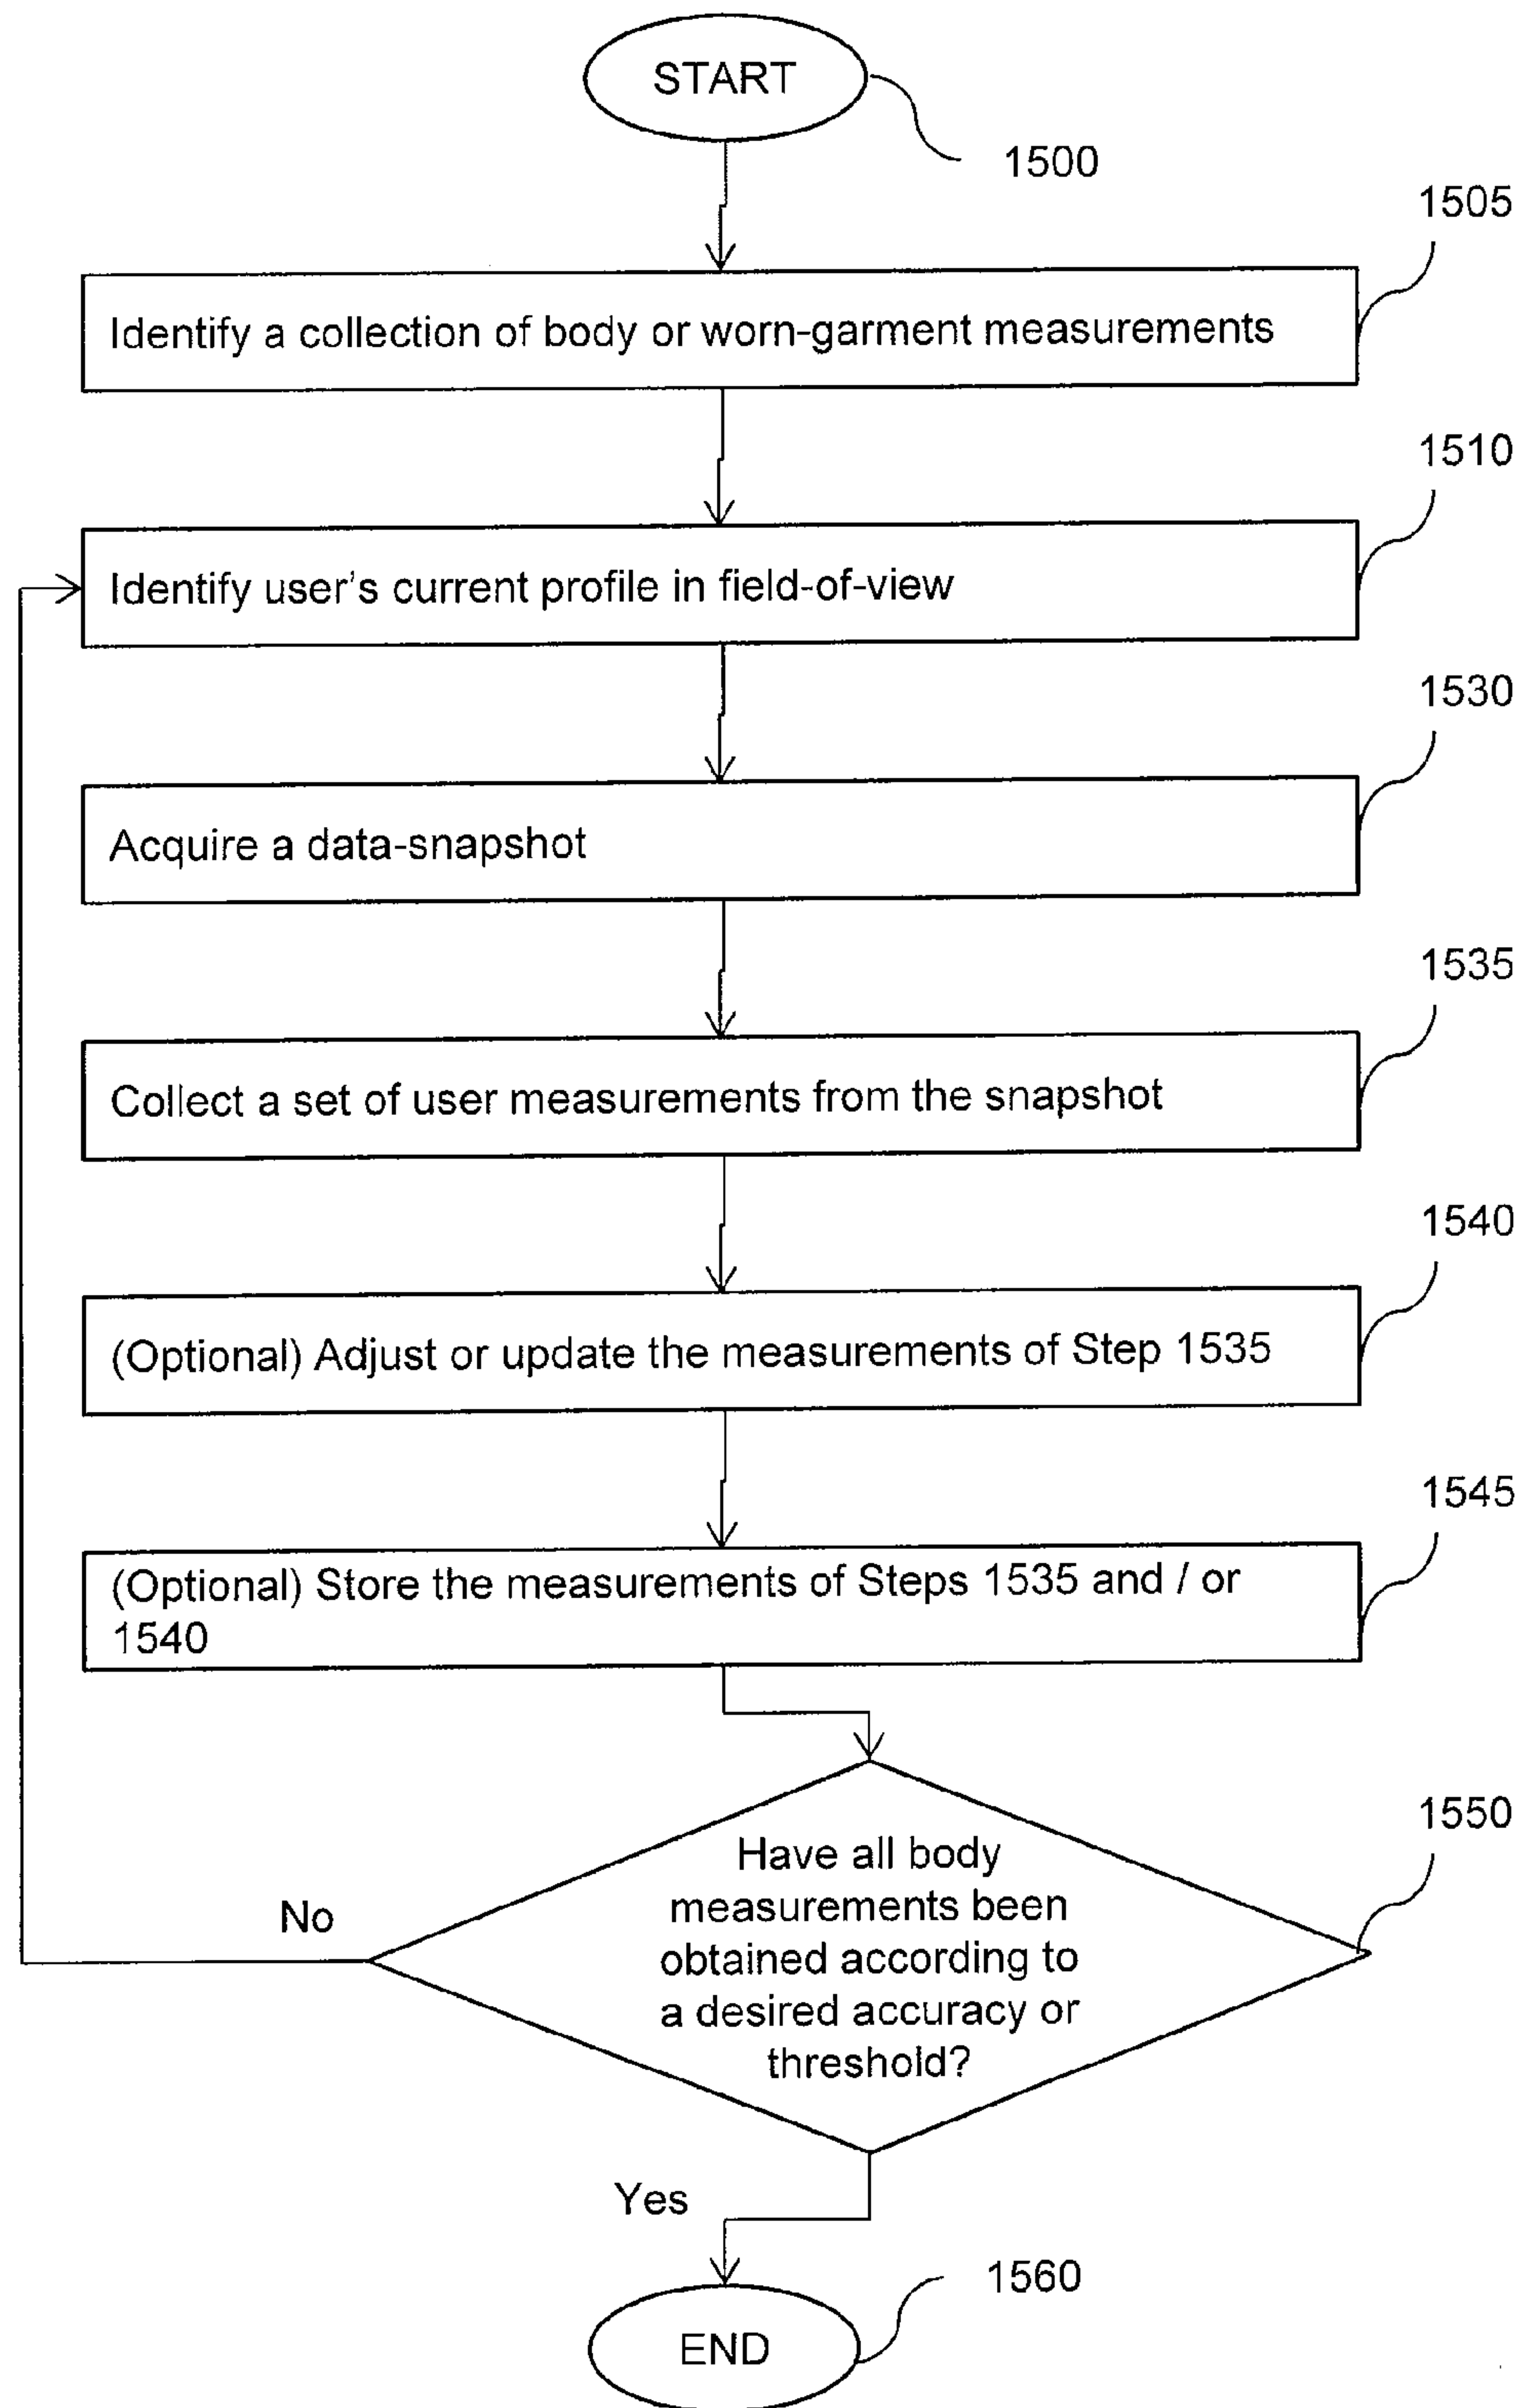 START
1500
1505
Identify a collection of body or worn-garment measurements
1510
Identify user's current profile in field-of-view
1530
Acquire a data-snapshot
1535
Collect a set of user measurements from the snapshot
1540
(Optional) Adjust or update the measurements of Step 1535
1545
(Optional) Store the measurements of Steps 1535 and / or
1540
1550
Have all body
measurements been
obtained according to
a desired accuracy or
threshold?
No
Yes
1560
END